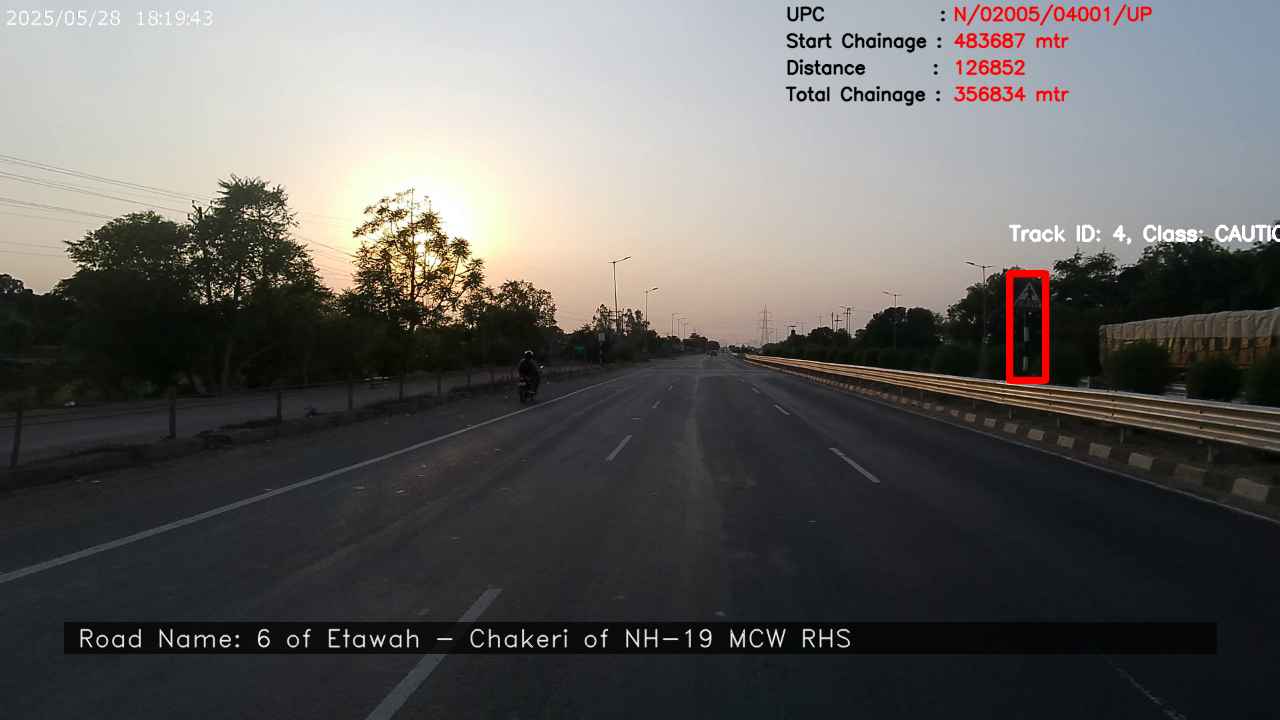 2025/05/28 18:19:43
UPC : N/02005/04001/UP
Start Chainage : 483687 mtr
Distance : 126852
Total Chainage : 356834 mtr
Track ID: 4, Class: CAUTIO
Road Name: 6 of Etawah - Chakeri of NH-19 MCW RHS